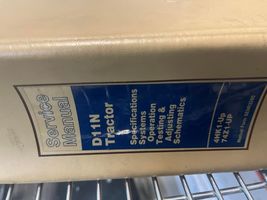 Service
Manual
D11N
Tractor
Specifications
Systems
Operation
Testing &
Adjusting
Schematics
4HK1-Up
74Z1-UP